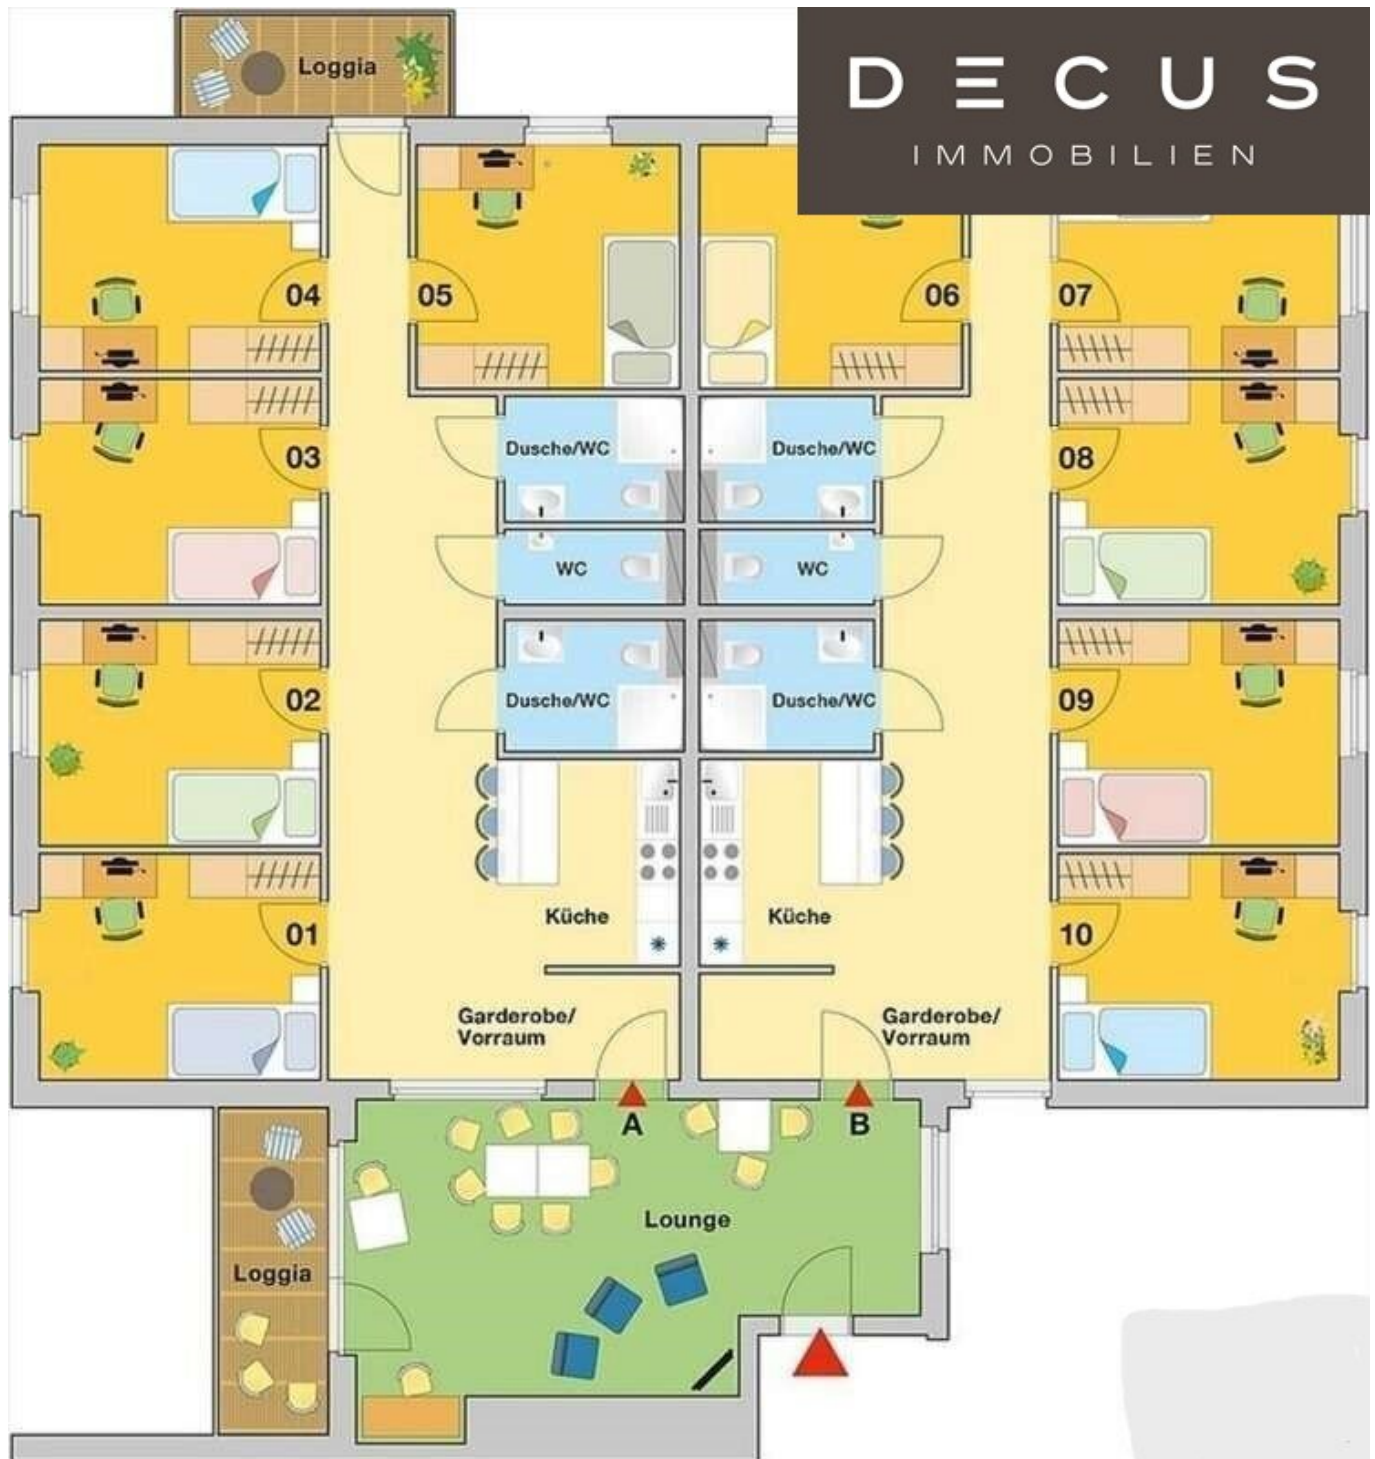 Loggia
DECUS
IMMOBILIEN
04
05
06
07
03
Dusche/WC
Dusche/WC
08
WC
WC
02
Dusche/WC
Dusche/WC
09
Küche
Küche
01
10
Garderobe/
Vorraum
Garderobe/
Vorraum
A
B
Lounge
Loggia